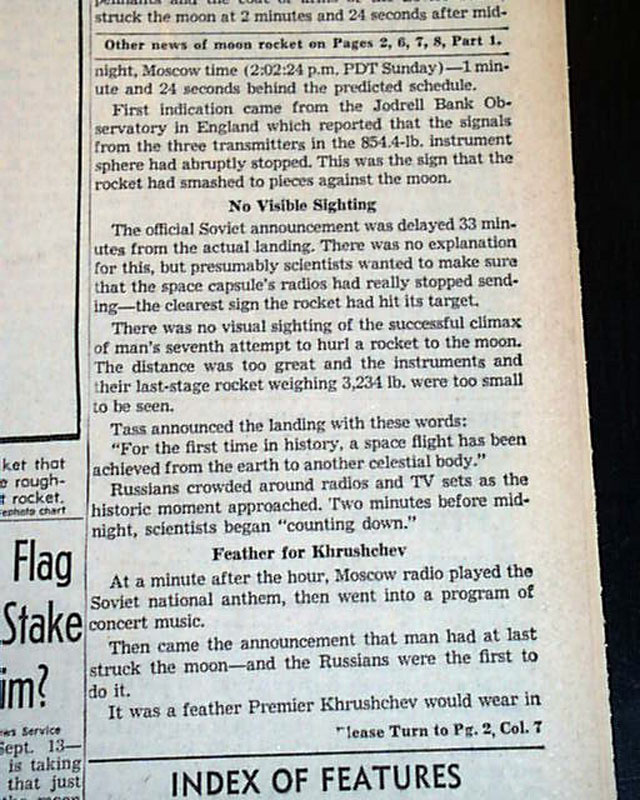 struck the moon at 2 minutes and 24 seconds after mid-
Other news of moon rocket on Pages 2, 6, 7, 8, Part 1.
night, Moscow time (2:02:24 p.m. PDT Sunday)—1 min-
ute and 24 seconds behind the predicted schedule.
First indication came from the Jodrell Bank Ob-
servatory in England which reported that the signals
from the three transmitters in the 854.4-lb. instrument
sphere had abruptly stopped. This was the sign that the
rocket had smashed to pieces against the moon.
No Visible Sighting
The official Soviet announcement was delayed 33 min-
utes from the actual landing. There was no explanation
for this, but presumably scientists wanted to make sure
that the space capsule's radios had really stopped send-
ing—the clearest sign the rocket had hit its target.
There was no visual sighting of the successful climax
of man's seventh attempt to hurl a rocket to the moon.
The distance was too great and the instruments and
their last-stage rocket weighing 3,234 lb. were too small
to be seen.
Tass announced the landing with these words:
"For the first time in history, a space flight has been
achieved from the earth to another celestial body."
Russians crowded around radios and TV sets as the
historic moment approached. Two minutes before mid-
night, scientists began "counting down."
Feather for Khrushchev
At a minute after the hour, Moscow radio played the
Soviet national anthem, then went into a program of
concert music.
Then came the announcement that man had at last
struck the moon—and the Russians were the first to
do it.
It was a feather Premier Khrushchev would wear in
lease Turn to Pg. 2, Col. 7
INDEX OF FEATURES
ket that
rough-
rocket.
ephoto chart
Flag
Stake
im?
ews Service
Sept. 13—
is taking
that just